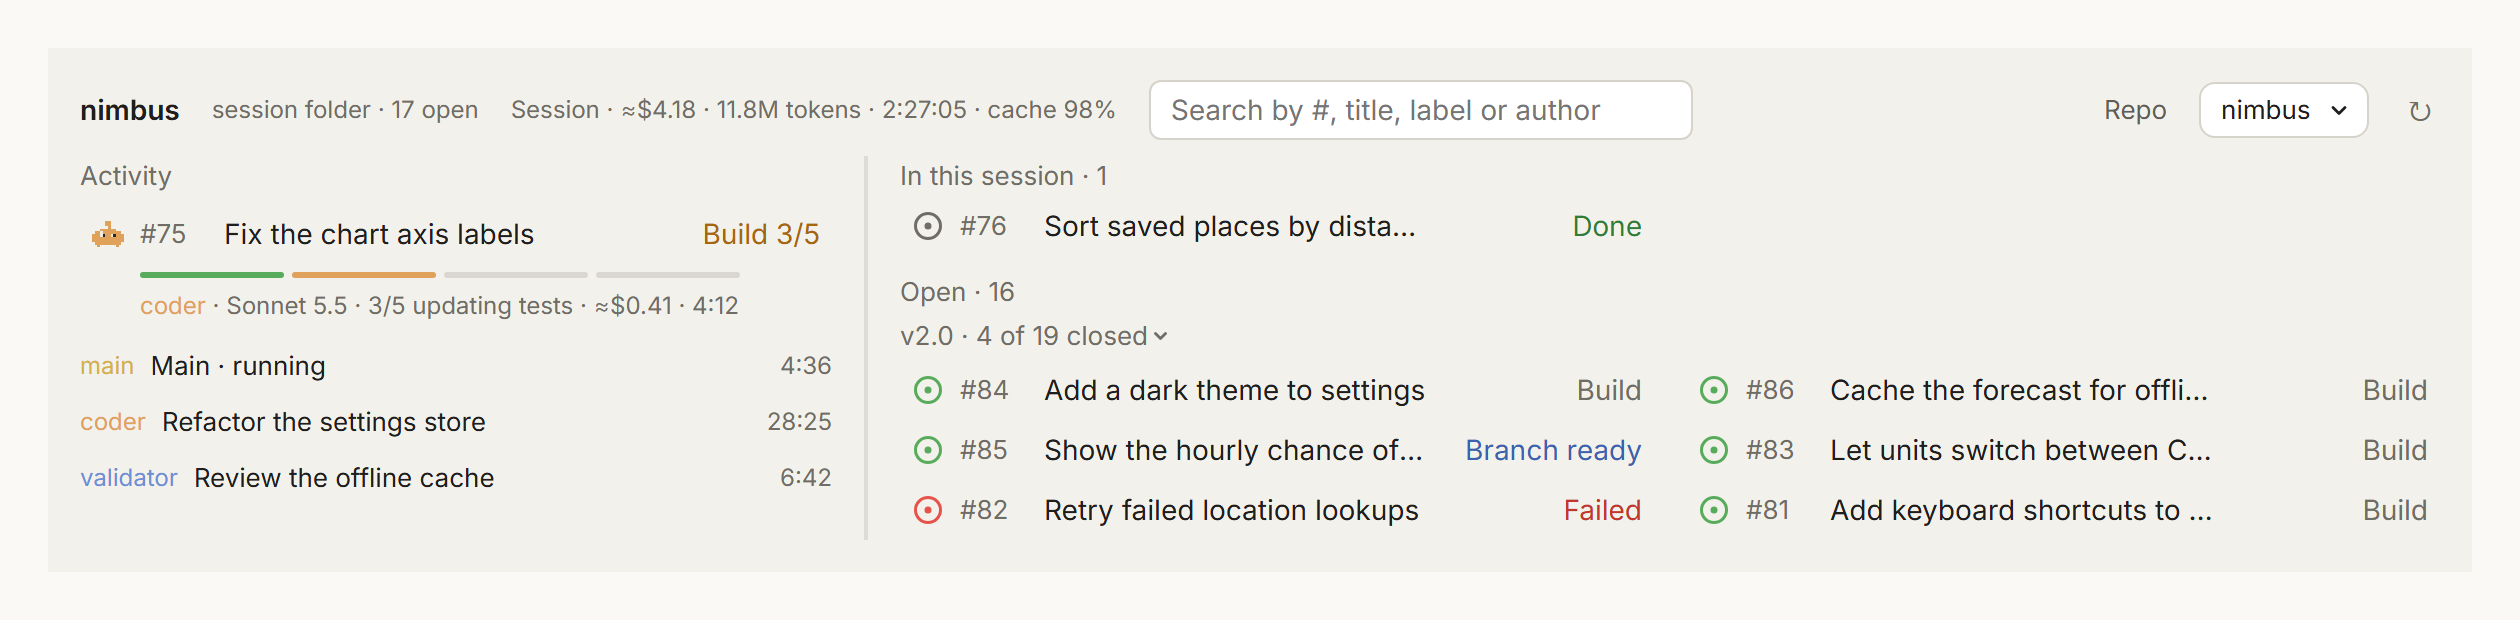 nimbus session folder · 17 open Session · ≈$4.18 · 11.8M tokens · 2:27:05 · cache 98% Search by #, title, label or author Repo nimbus
Activity
#75 Fix the chart axis labels Build 3/5
coder · Sonnet 5.5 · 3/5 updating tests · ≈$0.41 · 4:12
main Main · running 4:36
coder Refactor the settings store 28:25
validator Review the offline cache 6:42
In this session · 1
#76 Sort saved places by dista... Done
Open · 16
v2.0 · 4 of 19 closed
#84 Add a dark theme to settings Build #86 Cache the forecast for offli... Build
#85 Show the hourly chance of... Branch ready #83 Let units switch between C... Build
#82 Retry failed location lookups Failed #81 Add keyboard shortcuts to ... Build